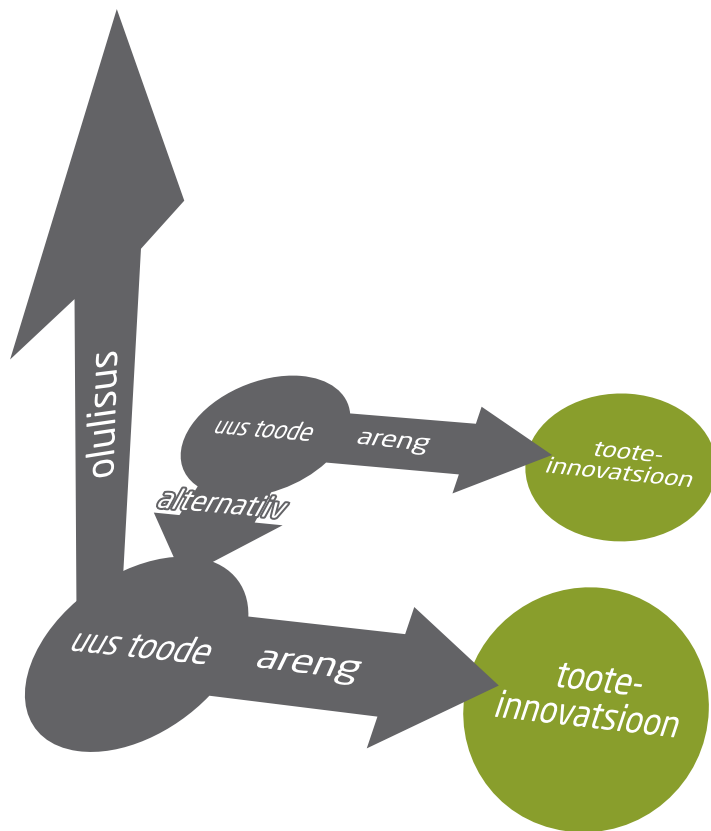 olulisus
uus toode
areng
toote-
innovatsioon
alternatiiv
uus toode
areng
toote-
innovatsioon